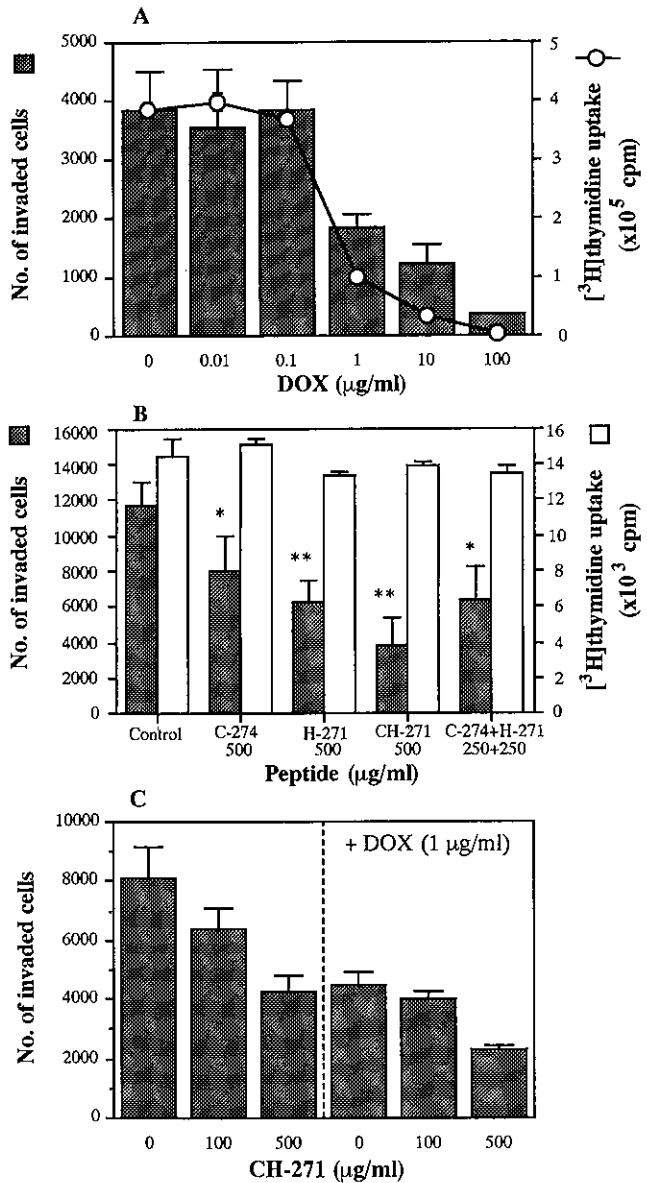 A
No. of invaded cells
5000
4000
3000
2000
1000
0
5
4
3
2
1
0
[³H]thymidine uptake
(x10⁵ cpm)
0 0.01 0.1 1 10 100
DOX (µg/ml)
B
No. of invaded cells
16000
14000
12000
10000
8000
6000
4000
2000
0
* ** ** *
16
14
12
10
8
6
4
2
0
[³H]thymidine uptake
(x10³ cpm)
Control C-274 H-271 CH-271 C-274+H-271
500 500 500 250+250
Peptide (µg/ml)
C
No. of invaded cells
10000
8000
6000
4000
2000
0
+ DOX (1 µg/ml)
0 100 500 0 100 500
CH-271 (µg/ml)